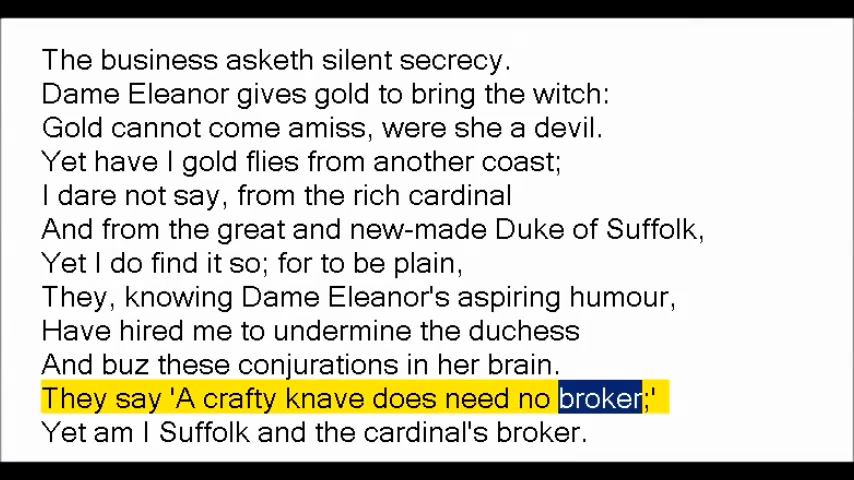 The business asketh silent secrecy.
Dame Eleanor gives gold to bring the witch:
Gold cannot come amiss, were she a devil.
Yet have I gold flies from another coast;
I dare not say, from the rich cardinal
And from the great and new-made Duke of Suffolk,
Yet I do find it so; for to be plain,
They, knowing Dame Eleanor's aspiring humour,
Have hired me to undermine the duchess
And buz these conjurations in her brain.
They say 'A crafty knave does need no broker;'
Yet am I Suffolk and the cardinal's broker.